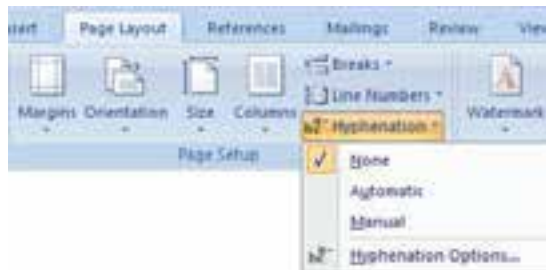 nsert Page Layout References Mailings Review View
Breaks
Line Numbers
Margins Orientation Size Columns Watermark
Hyphenation
Page Setup
None
Automatic
Manual
Hyphenation Options...